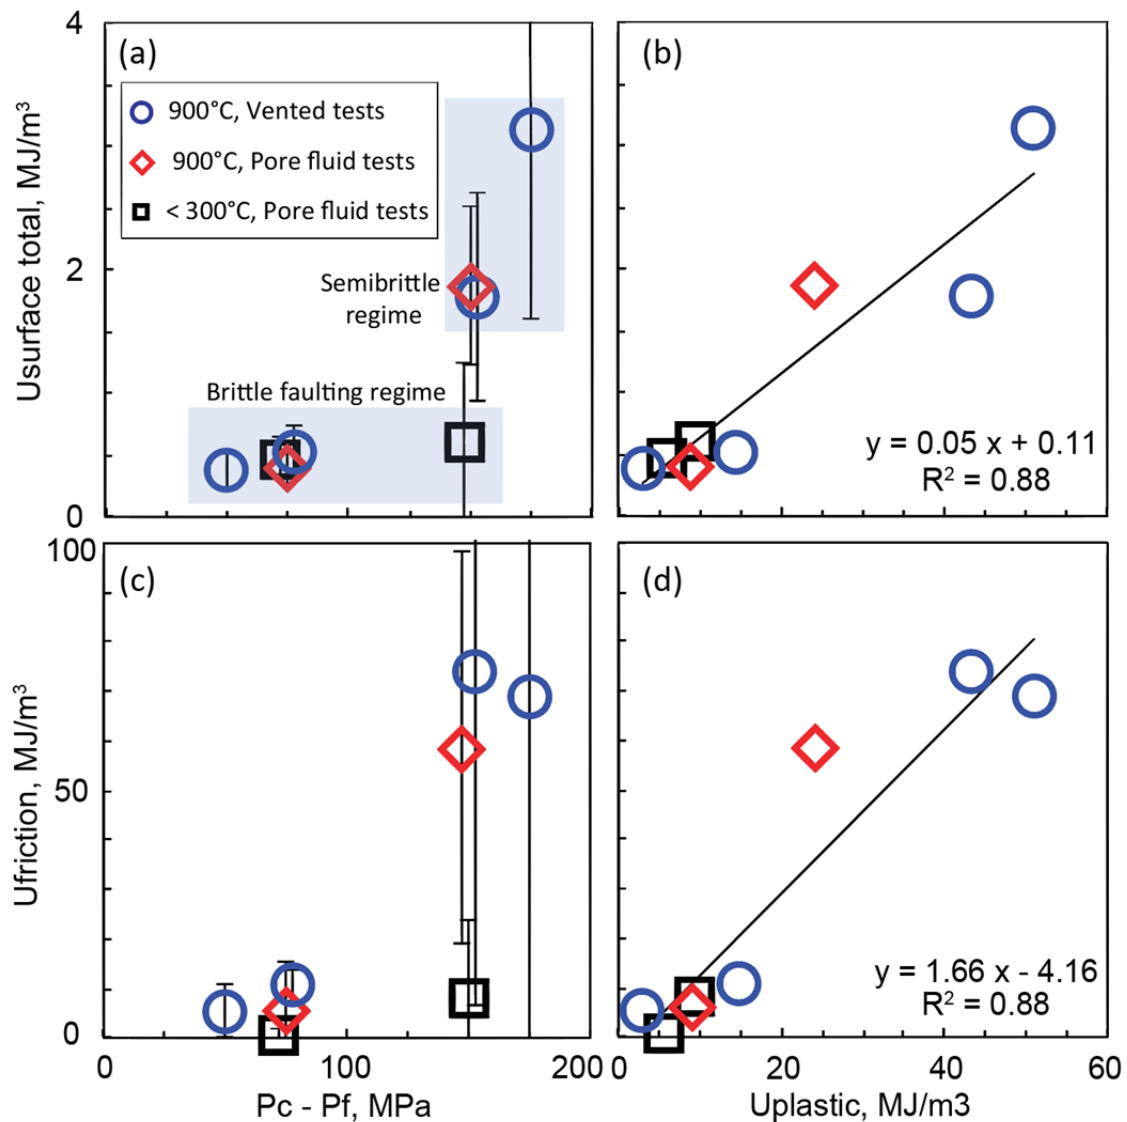 4
(a)
(b)
900°C, Vented tests
900°C, Pore fluid tests
< 300°C, Pore fluid tests
Usurface total, MJ/m³
2
Semibrittle
regime
Brittle faulting regime
y = 0.05 x + 0.11
R² = 0.88
0
100
(c)
(d)
Ufriction, MJ/m³
50
y = 1.66 x - 4.16
R² = 0.88
0
0
100
200
0
20
40
60
Pc - Pf, MPa
Uplastic, MJ/m3